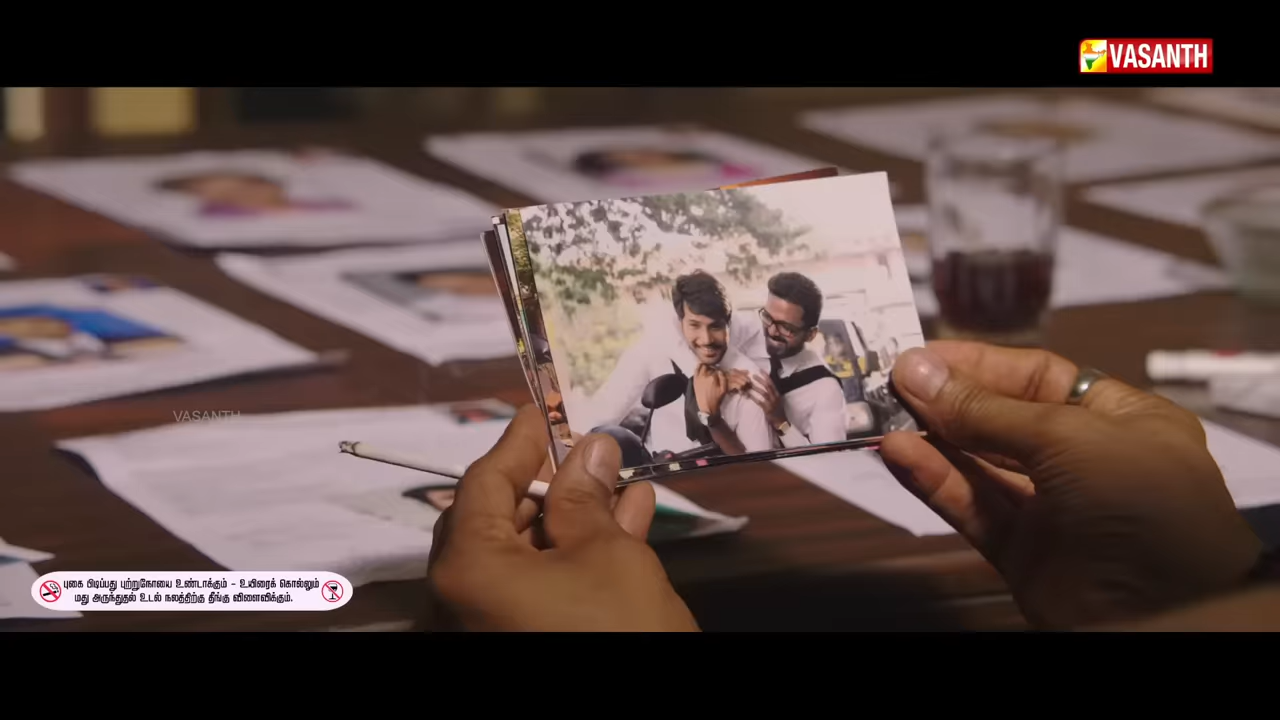 VASANTH
VASANTH
புகை பிடிப்பது புற்றுநோயை உண்டாக்கும் - உயிரைக் கொல்லும்
மது அருந்துதல் உடல் நலத்திற்கு தீங்கு விளைவிக்கும்.